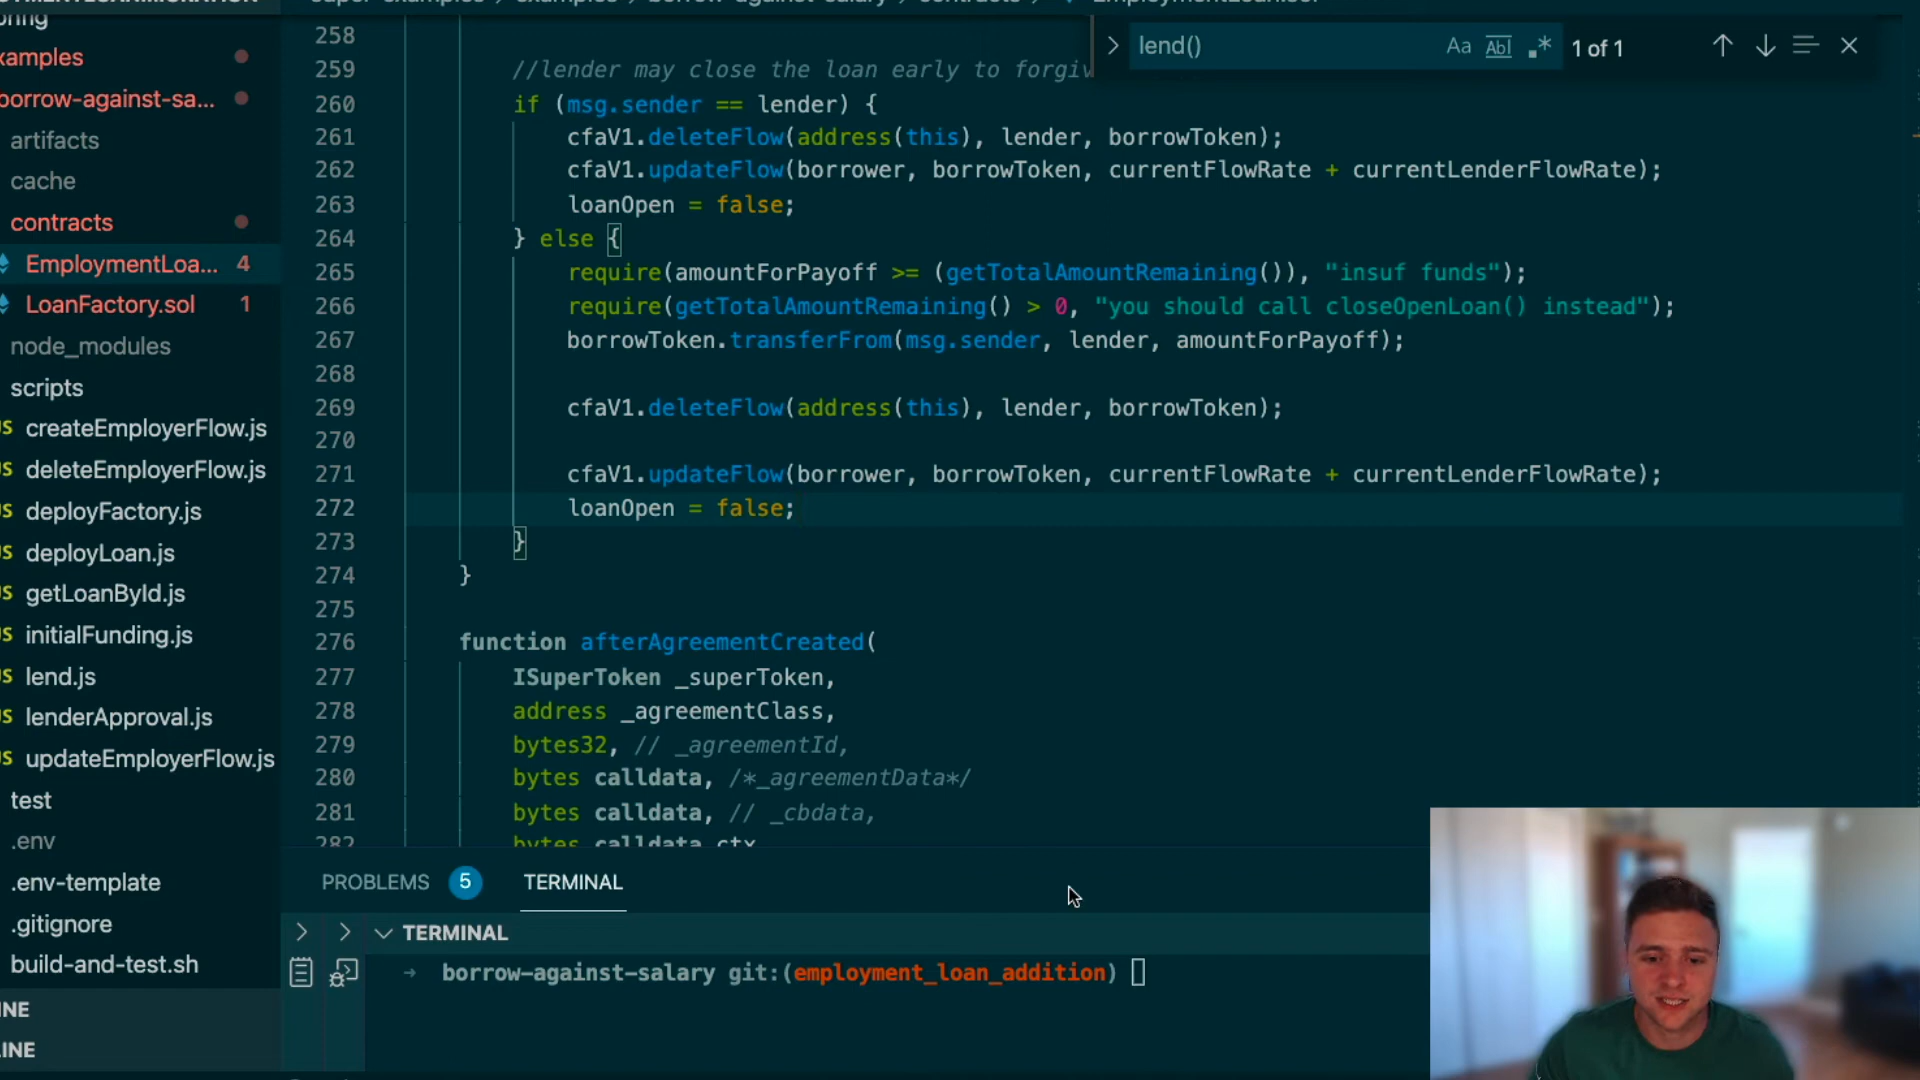 examples
borrow-against-sa...
artifacts
cache
contracts
EmploymentLoa... 4
LoanFactory.sol 1
node_modules
scripts
createEmployerFlow.js
deleteEmployerFlow.js
deployFactory.js
deployLoan.js
getLoanById.js
initialFunding.js
lend.js
lenderApproval.js
updateEmployerFlow.js
test
.env
.env-template
.gitignore
build-and-test.sh
lend()
Aa Abl .* 1 of 1
258
259 //lender may close the loan early to forgiv
260 if (msg.sender == lender) {
261 cfaV1.deleteFlow(address(this), lender, borrowToken);
262 cfaV1.updateFlow(borrower, borrowToken, currentFlowRate + currentLenderFlowRate);
263 loanOpen = false;
264 } else {
265 require(amountForPayoff >= (getTotalAmountRemaining()), "insuf funds");
266 require(getTotalAmountRemaining() > 0, "you should call closeOpenLoan() instead");
267 borrowToken.transferFrom(msg.sender, lender, amountForPayoff);
268
269 cfaV1.deleteFlow(address(this), lender, borrowToken);
270
271 cfaV1.updateFlow(borrower, borrowToken, currentFlowRate + currentLenderFlowRate);
272 loanOpen = false;
273 }
274 }
275
276 function afterAgreementCreated(
277 ISuperToken _superToken,
278 address _agreementClass,
279 bytes32, // _agreementId,
280 bytes calldata, /*_agreementData*/
281 bytes calldata, // _cbdata,
282 bytes calldata ctx
PROBLEMS 5 TERMINAL
TERMINAL
→ borrow-against-salary git:(employment_loan_addition)